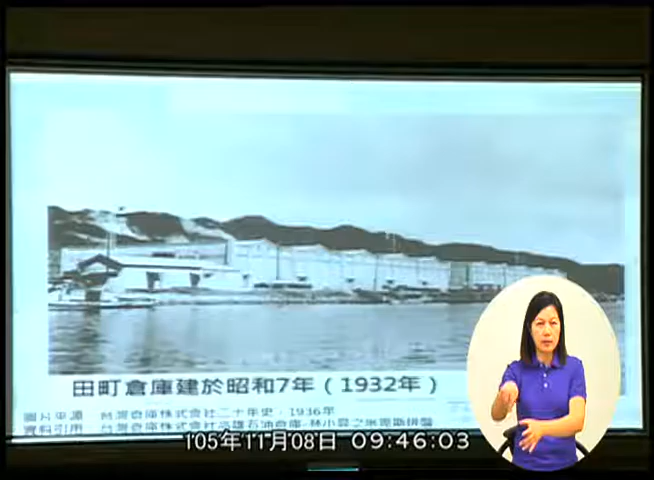 田町倉庫建於昭和7年（1932年）
圖片來源 台灣倉庫株式會社二十年史，1936年
資料引用 台灣倉庫株式會社高雄石油倉庫
105年11月08日 09:46:03